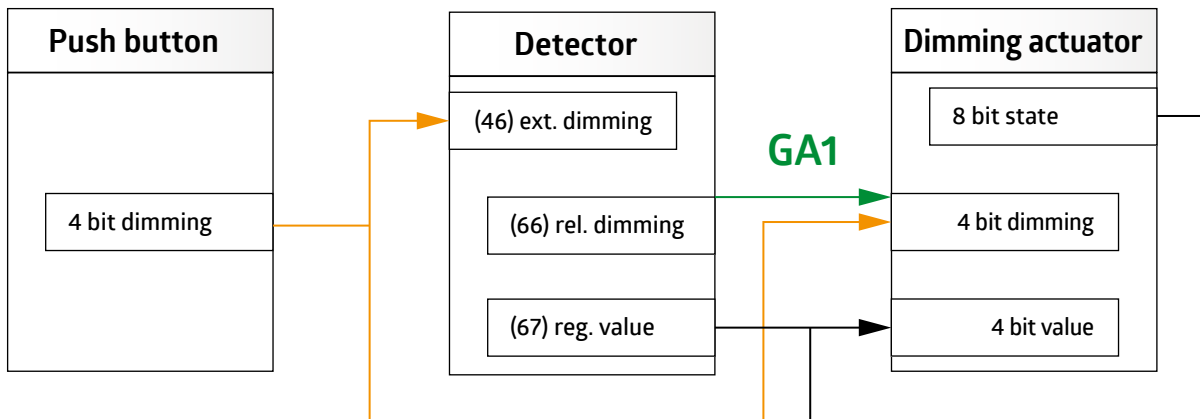 Push button
Detector
Dimming actuator
(46) ext. dimming
8 bit state
GA1
4 bit dimming
(66) rel. dimming
4 bit dimming
(67) reg. value
4 bit value